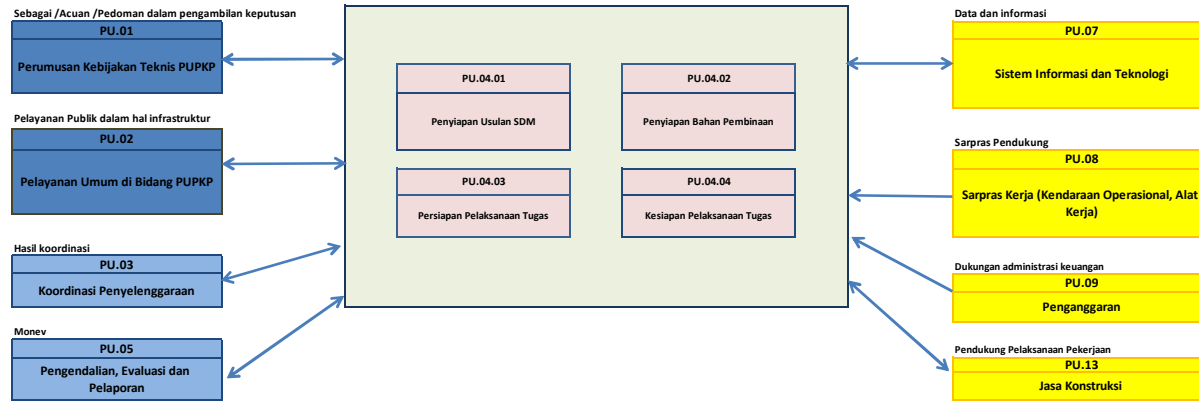 Sebagai /Acuan /Pedoman dalam pengambilan keputusan
PU.01
Perumusan Kebijakan Teknis PUPKP
Pelayanan Publik dalam hal infrastruktur
PU.02
Pelayanan Umum di Bidang PUPKP
Hasil koordinasi
PU.03
Koordinasi Penyelenggaraan
Monev
PU.05
Pengendalian, Evaluasi dan
Pelaporan
PU.04.01
Penyiapan Usulan SDM
PU.04.02
Penyiapan Bahan Pembinaan
PU.04.03
Persiapan Pelaksanaan Tugas
PU.04.04
Kesiapan Pelaksanaan Tugas
Data dan informasi
PU.07
Sistem Informasi dan Teknologi
Sarpras Pendukung
PU.08
Sarpras Kerja (Kendaraan Operasional, Alat
Kerja)
Dukungan administrasi keuangan
PU.09
Penganggaran
Pendukung Pelaksanaan Pekerjaan
PU.13
Jasa Konstruksi